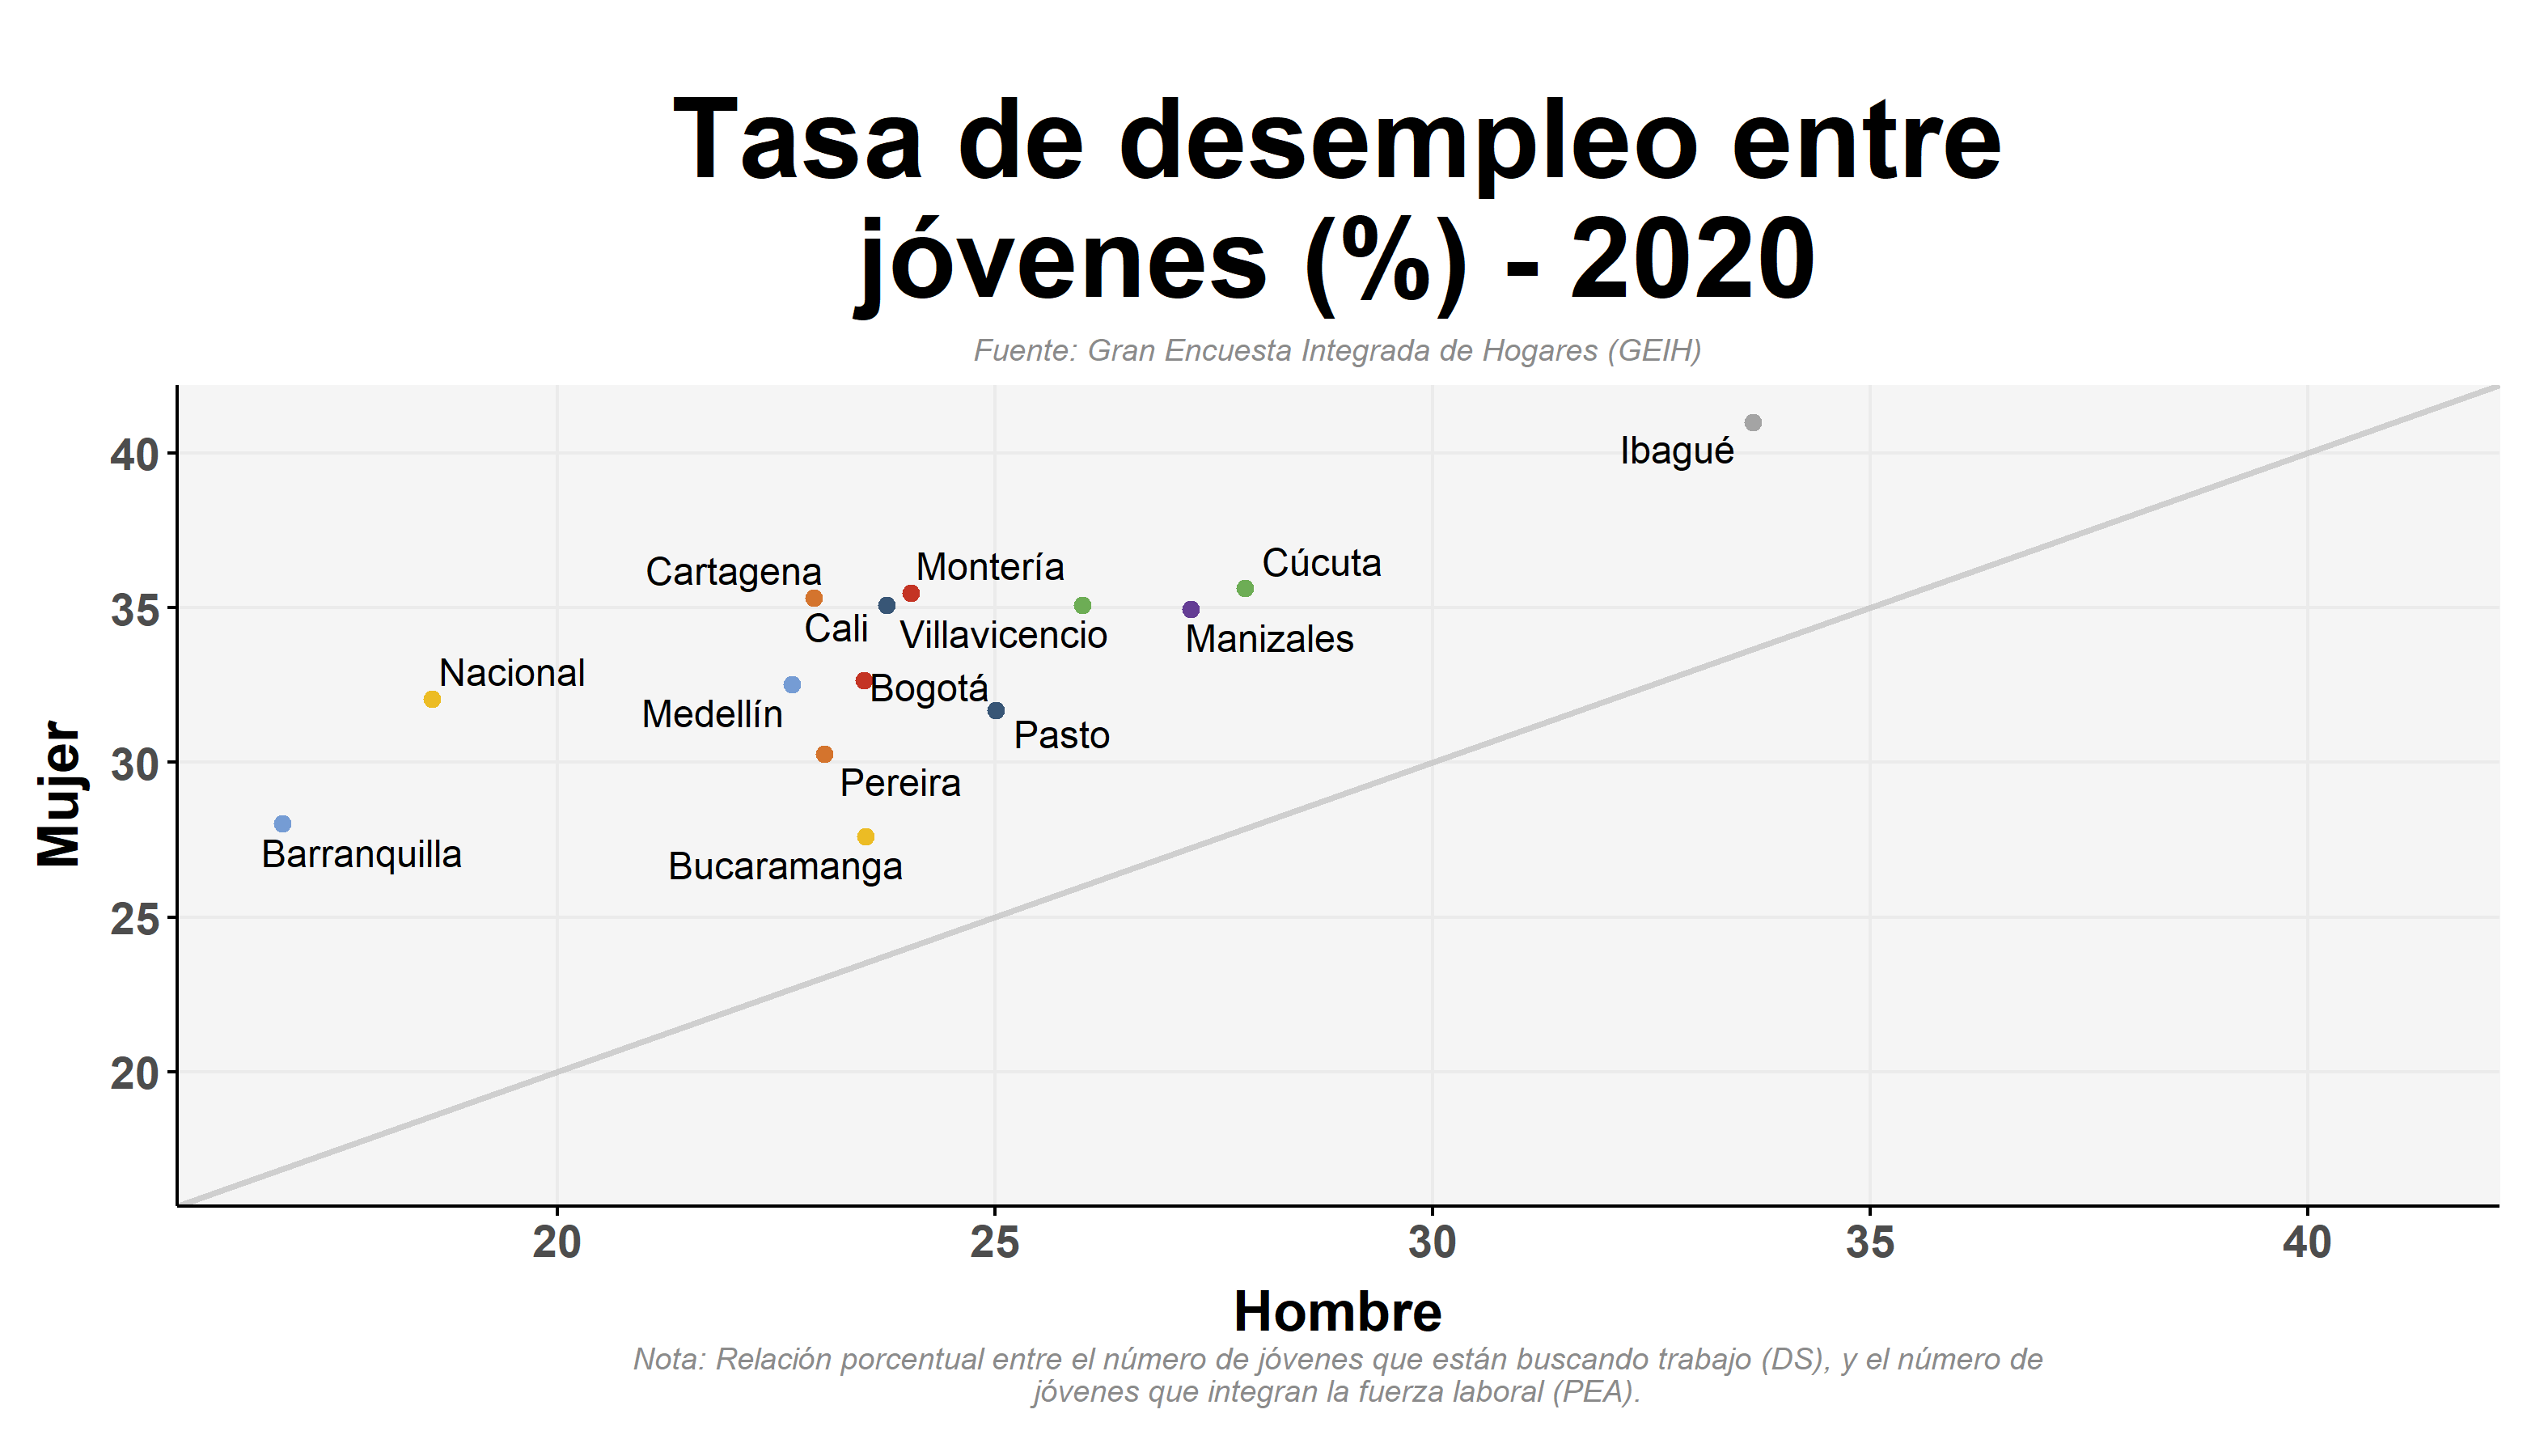 Tasa de desempleo entre
jóvenes (%) - 2020
Fuente: Gran Encuesta Integrada de Hogares (GEIH)
Mujer
40
35
30
25
20
Ibagué
Cúcuta
Montería
Cartagena
Cali
Villavicencio
Manizales
Nacional
Bogotá
Medellín
Pasto
Pereira
Barranquilla
Bucaramanga
20 25 30 35 40
Hombre
Nota: Relación porcentual entre el número de jóvenes que están buscando trabajo (DS), y el número de
jóvenes que integran la fuerza laboral (PEA).